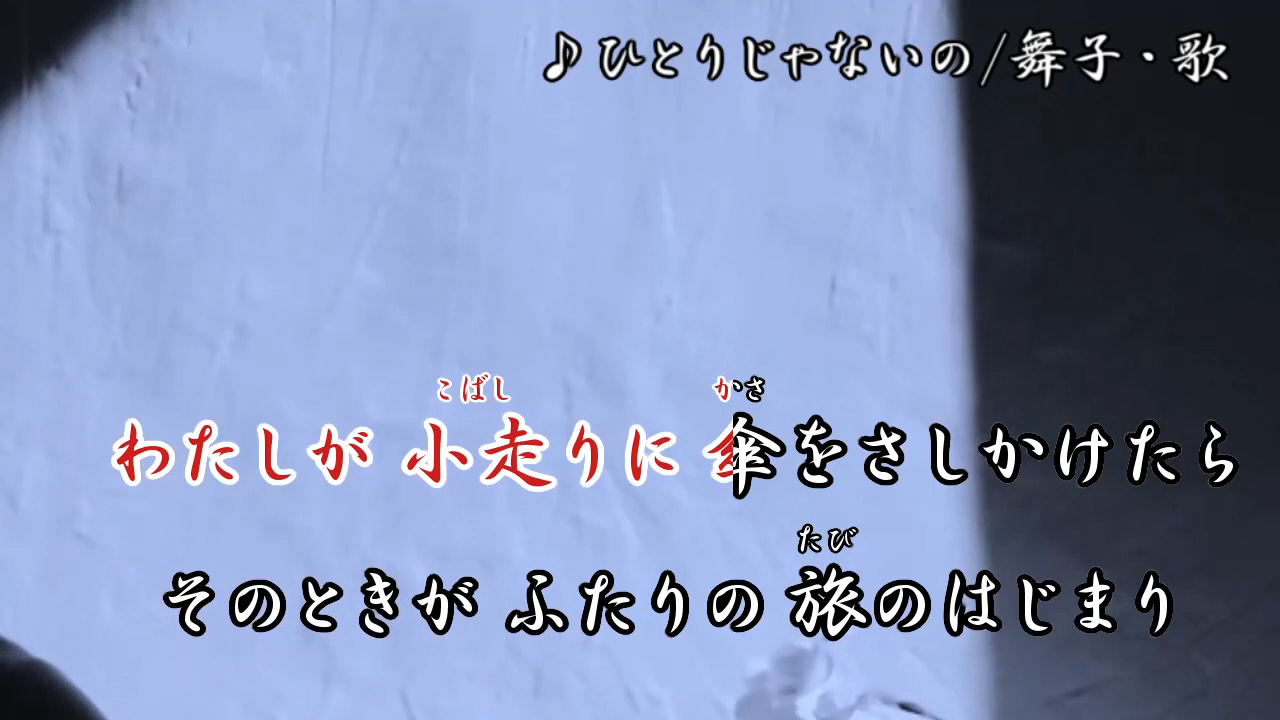 ♪ひとりじゃないの/舞子・歌
こばし かさ
わたしが 小走りに 傘をさしかけたら
たび
そのときが ふたりの 旅のはじまり